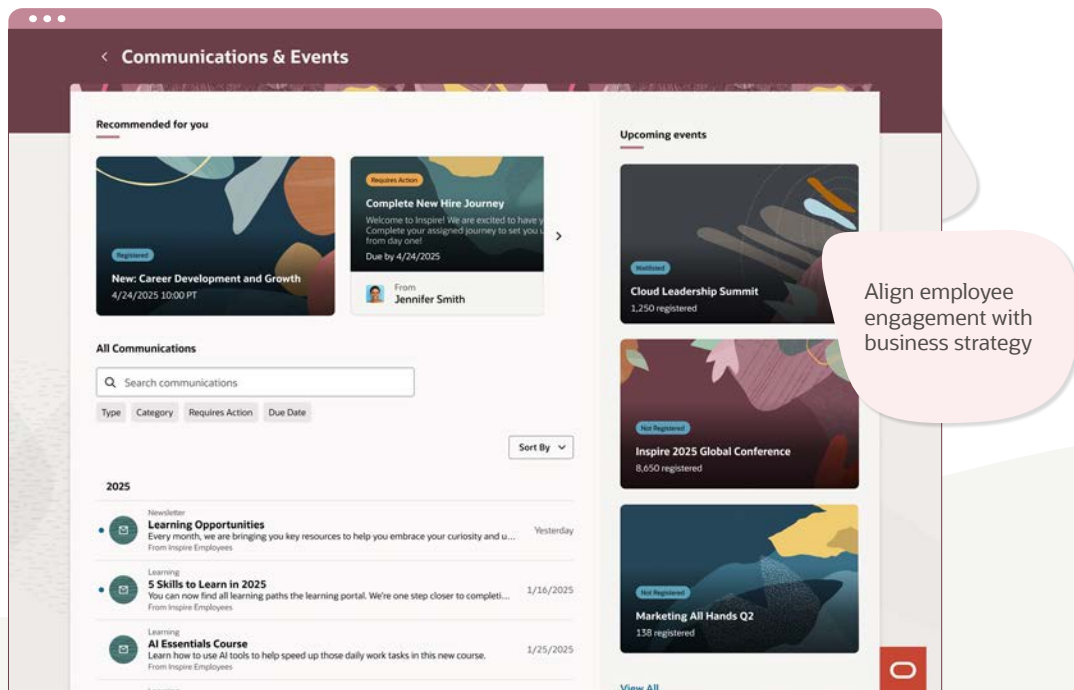 Communications & Events
Recommended for you
Registered
New: Career Development and Growth
4/24/2025 10:00 PT
Requires Action
Complete New Hire Journey
Welcome to Inspire! We are excited to have y
Complete your assigned journey to set you u
from day one!
Due by 4/24/2025
From
Jennifer Smith
All Communications
Search communications
Type Category Requires Action Due Date
Sort By
2025
Newsletter
Learning Opportunities
Yesterday
Every month, we are bringing you key resources to help you embrace your curiosity and u...
From Inspire Employees
Learning
5 Skills to Learn in 2025
1/16/2025
You can now find all learning paths the learning portal. We're one step closer to completi...
From Inspire Employees
Learning
AI Essentials Course
1/25/2025
Learn how to use AI tools to help speed up those daily work tasks in this new course.
From Inspire Employees
Upcoming events
Waitlisted
Cloud Leadership Summit
1,250 registered
Not Registered
Inspire 2025 Global Conference
8,650 registered
Not Registered
Marketing All Hands Q2
138 registered
View All
Align employee
engagement with
business strategy